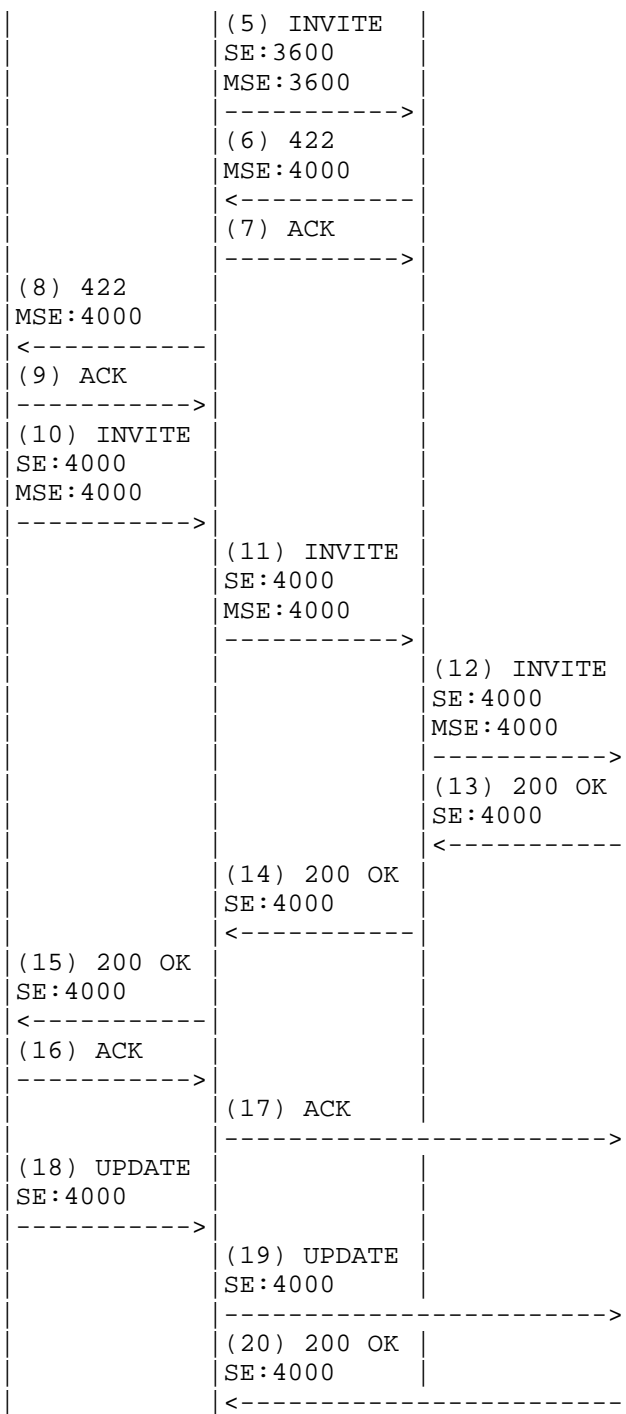 (5) INVITE
SE:3600
MSE:3600
----------->
(6) 422
MSE:4000
<-----------
(7) ACK
----------->
(8) 422
MSE:4000
<-----------
(9) ACK
----------->
(10) INVITE
SE:4000
MSE:4000
----------->
(11) INVITE
SE:4000
MSE:4000
----------->
(12) INVITE
SE:4000
MSE:4000
----------->
(13) 200 OK
SE:4000
<-----------
(14) 200 OK
SE:4000
<-----------
(15) 200 OK
SE:4000
<-----------
(16) ACK
----------->
(17) ACK
------------------------>
(18) UPDATE
SE:4000
----------->
(19) UPDATE
SE:4000
------------------------>
(20) 200 OK
SE:4000
<------------------------